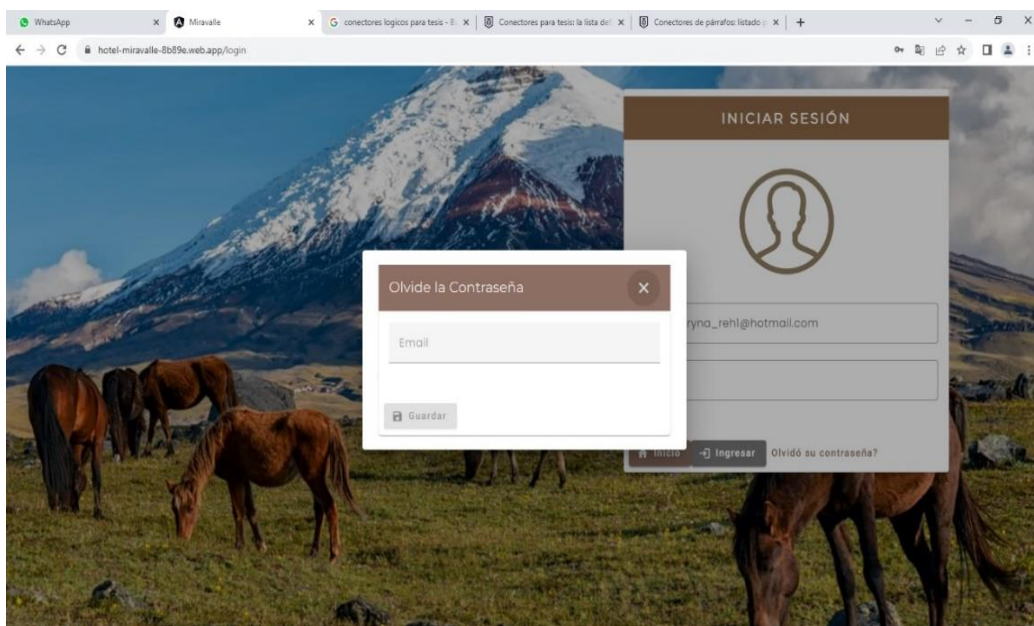 WhatsApp
Miravalle
conectores logicos para tesis - B
Conectores para tesis: la lista de
Conectores de párrafos: listado
hotel-miravalle-8b89e.web.app/login
INICIAR SESIÓN
Olvide la Contraseña
Email
ryna_rehl@hotmail.com
Guardar
Inicio
Ingresar
Olvidó su contraseña?